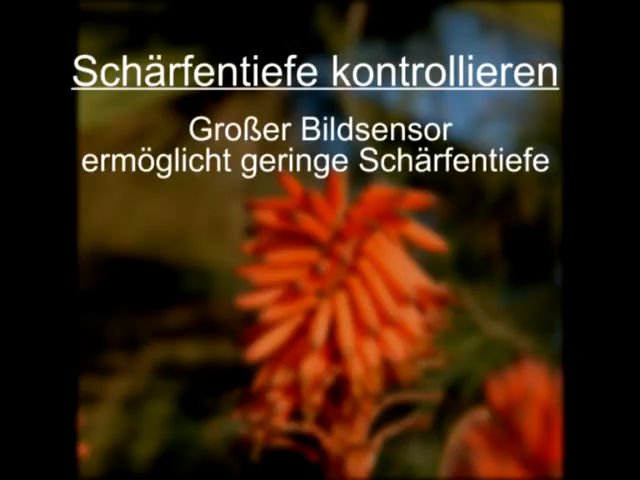 Schärfentiefe kontrollieren
Großer Bildsensor
ermöglicht geringe Schärfentiefe